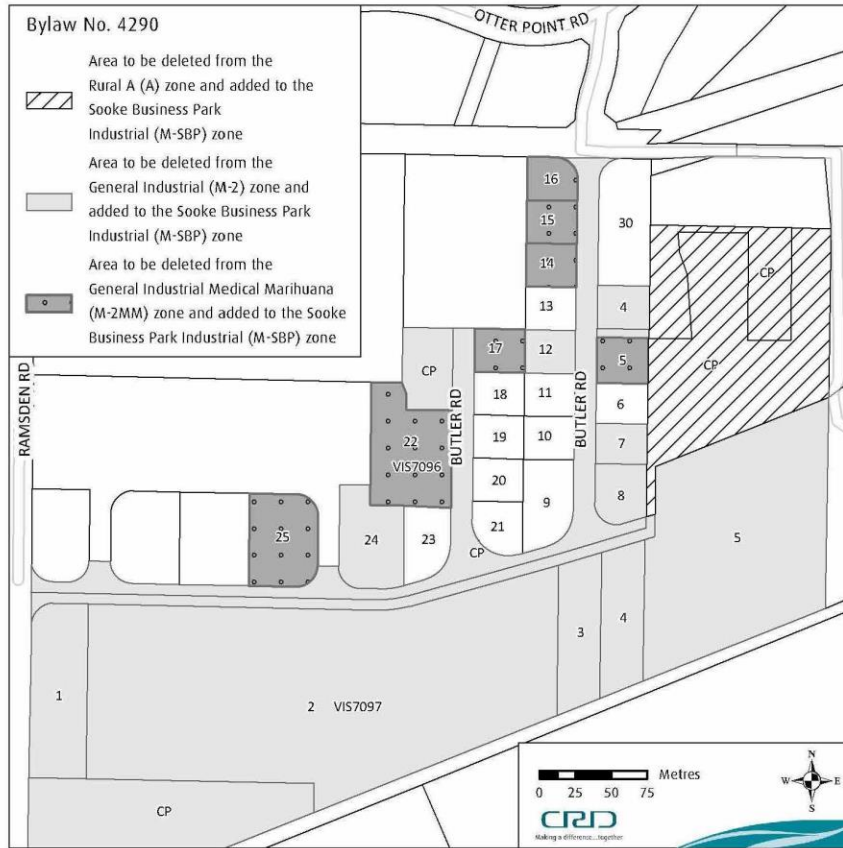 OTTER POINT RD
Bylaw No. 4290
Area to be deleted from the
Rural A (A) zone and added to the
Sooke Business Park
Industrial (M-SBP) zone
Area to be deleted from the
General Industrial (M-2) zone and
added to the Sooke Business Park
Industrial (M-SBP) zone
Area to be deleted from the
General Industrial Medical Marihuana
(M-2MM) zone and added to the Sooke
Business Park Industrial (M-SBP) zone
16
15
30
14
CP
13
4
17
12
5
CP
CP
RAMSDEN RD
BUTLER RD
BUTLER RD
18
11
6
22
19
10
7
VIS7096
20
8
9
21
25
24
23
CP
5
3
4
1
2 VIS7097
CP
Metres
0 25 50 75
N
W E
S
CRD
Making a difference...together